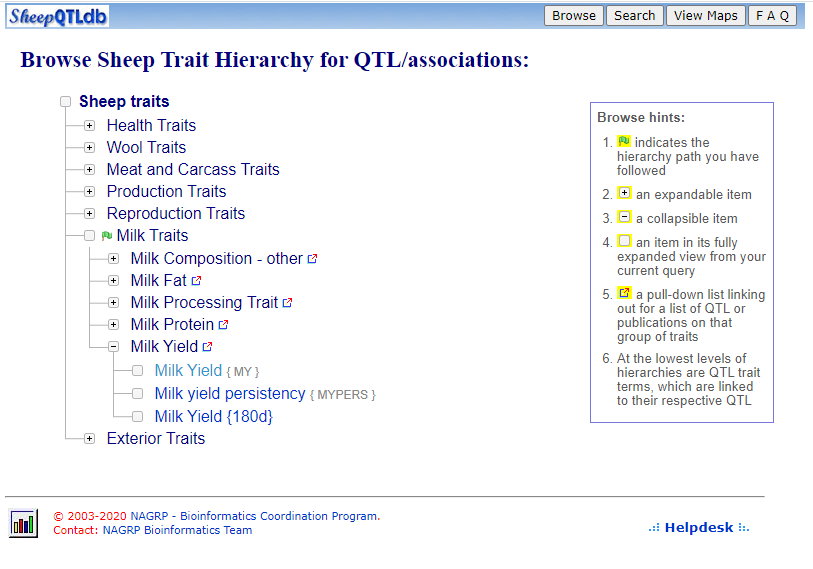 SheepQTLdb
Browse Search View Maps F A Q
Browse Sheep Trait Hierarchy for QTL/associations:
Sheep traits
Health Traits
Wool Traits
Meat and Carcass Traits
Production Traits
Reproduction Traits
Milk Traits
Milk Composition - other
Milk Fat
Milk Processing Trait
Milk Protein
Milk Yield
Milk Yield { MY }
Milk yield persistency { MYPERS }
Milk Yield {180d}
Exterior Traits
Browse hints:
1. indicates the
hierarchy path you have
followed
2. an expandable item
3. a collapsible item
4. an item in its fully
expanded view from your
current query
5. a pull-down list linking
out for a list of QTL or
publications on that
group of traits
6. At the lowest levels of
hierarchies are QTL trait
terms, which are linked
to their respective QTL
© 2003-2020 NAGRP - Bioinformatics Coordination Program.
Contact: NAGRP Bioinformatics Team
.:: Helpdesk ::.